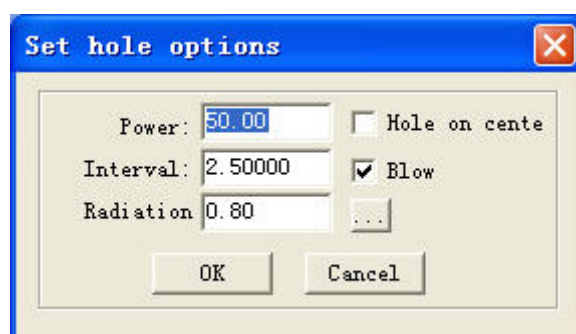 Set hole options
Power: 50.00 Hole on cente
Interval: 2.50000 Blow
Radiation 0.80 ...
OK Cancel